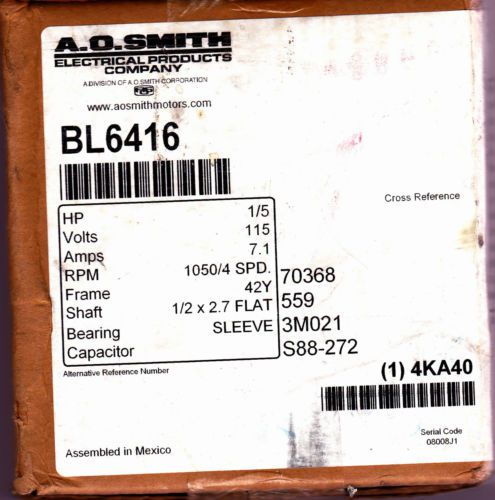 A.O.SMITH
ELECTRICAL PRODUCTS
COMPANY
A DIVISION OF A.O.SMITH CORPORATION
www.aosmithmotors.com
BL6416
Cross Reference
HP 1/5
Volts 115
Amps 7.1
RPM 1050/4 SPD.
Frame 42Y
Shaft 1/2 x 2.7 FLAT
Bearing SLEEVE
Capacitor
70368
559
3M021
S88-272
Alternative Reference Number
(1) 4KA40
Serial Code
08008J1
Assembled in Mexico